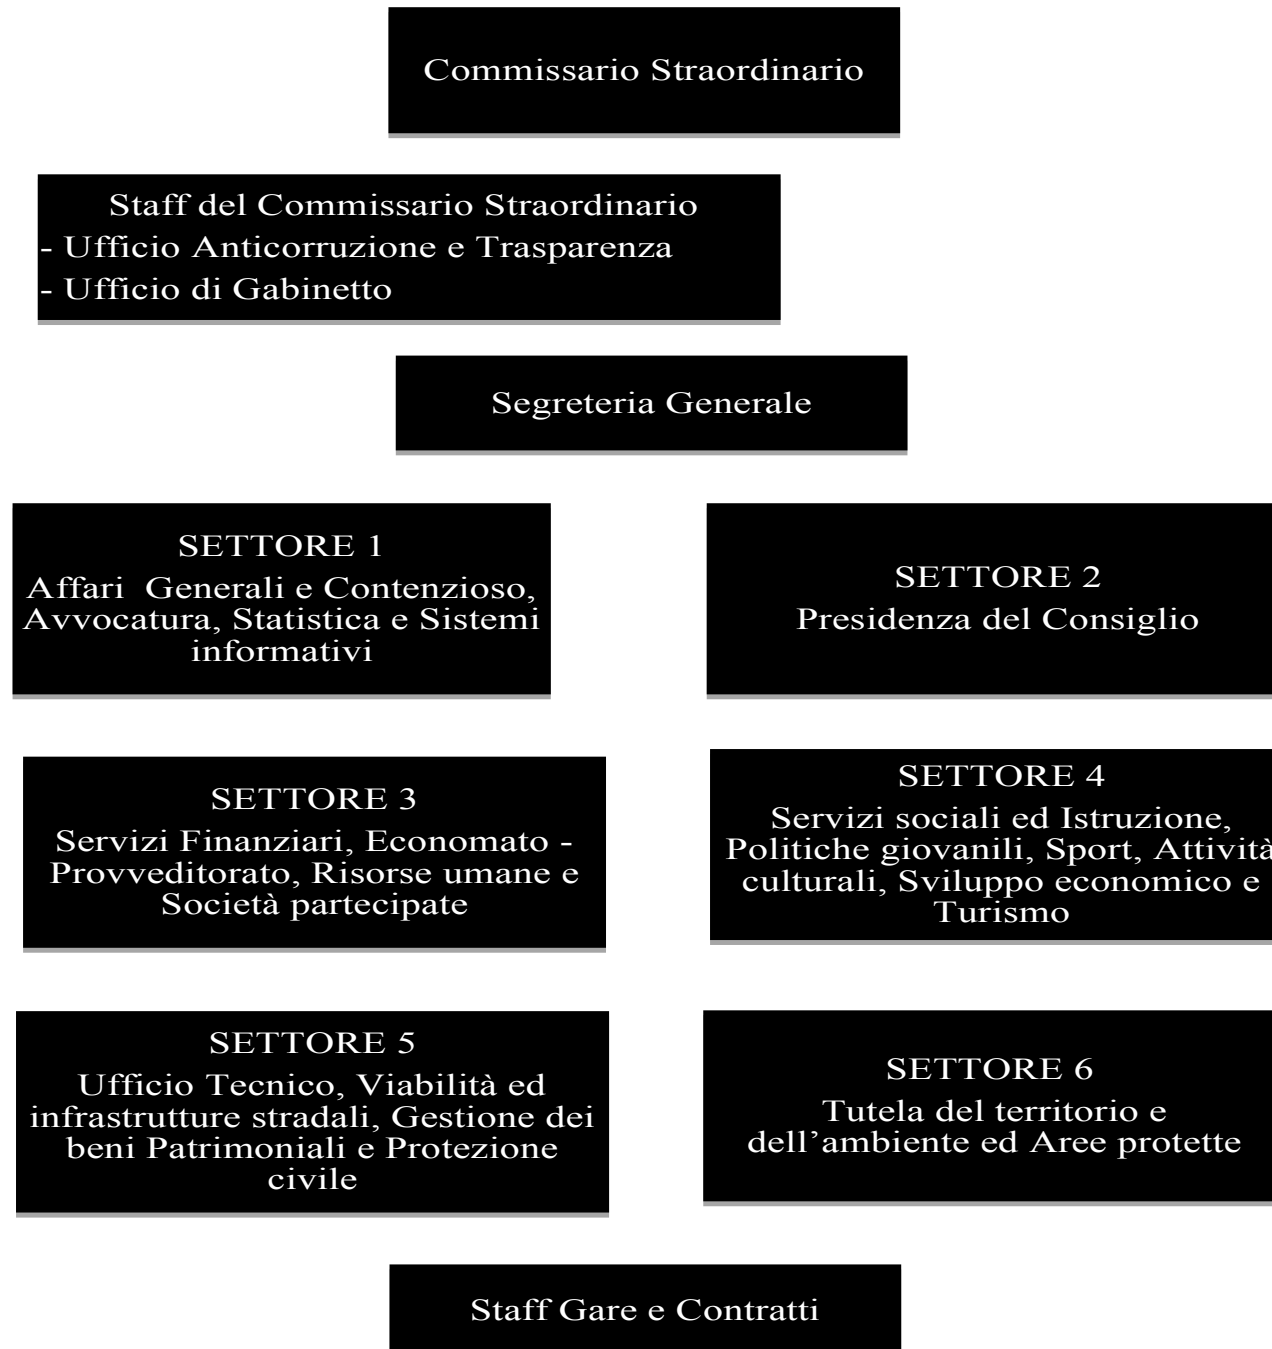 Commissario Straordinario
Staff del Commissario Straordinario
- Ufficio Anticorruzione e Trasparenza
- Ufficio di Gabinetto
Segreteria Generale
SETTORE 1
Affari  Generali e Contenzioso,
Avvocatura, Statistica e Sistemi
informativi
SETTORE 2
Presidenza del Consiglio
SETTORE 3
Servizi Finanziari, Economato -
Provveditorato, Risorse umane e
Società partecipate
SETTORE 4
Servizi sociali ed Istruzione,
Politiche giovanili, Sport, Attività
culturali, Sviluppo economico e
Turismo
SETTORE 5
Ufficio Tecnico, Viabilità ed
infrastrutture stradali, Gestione dei
beni Patrimoniali e Protezione
civile
SETTORE 6
Tutela del territorio e
dell’ambiente ed Aree protette
Staff Gare e Contratti